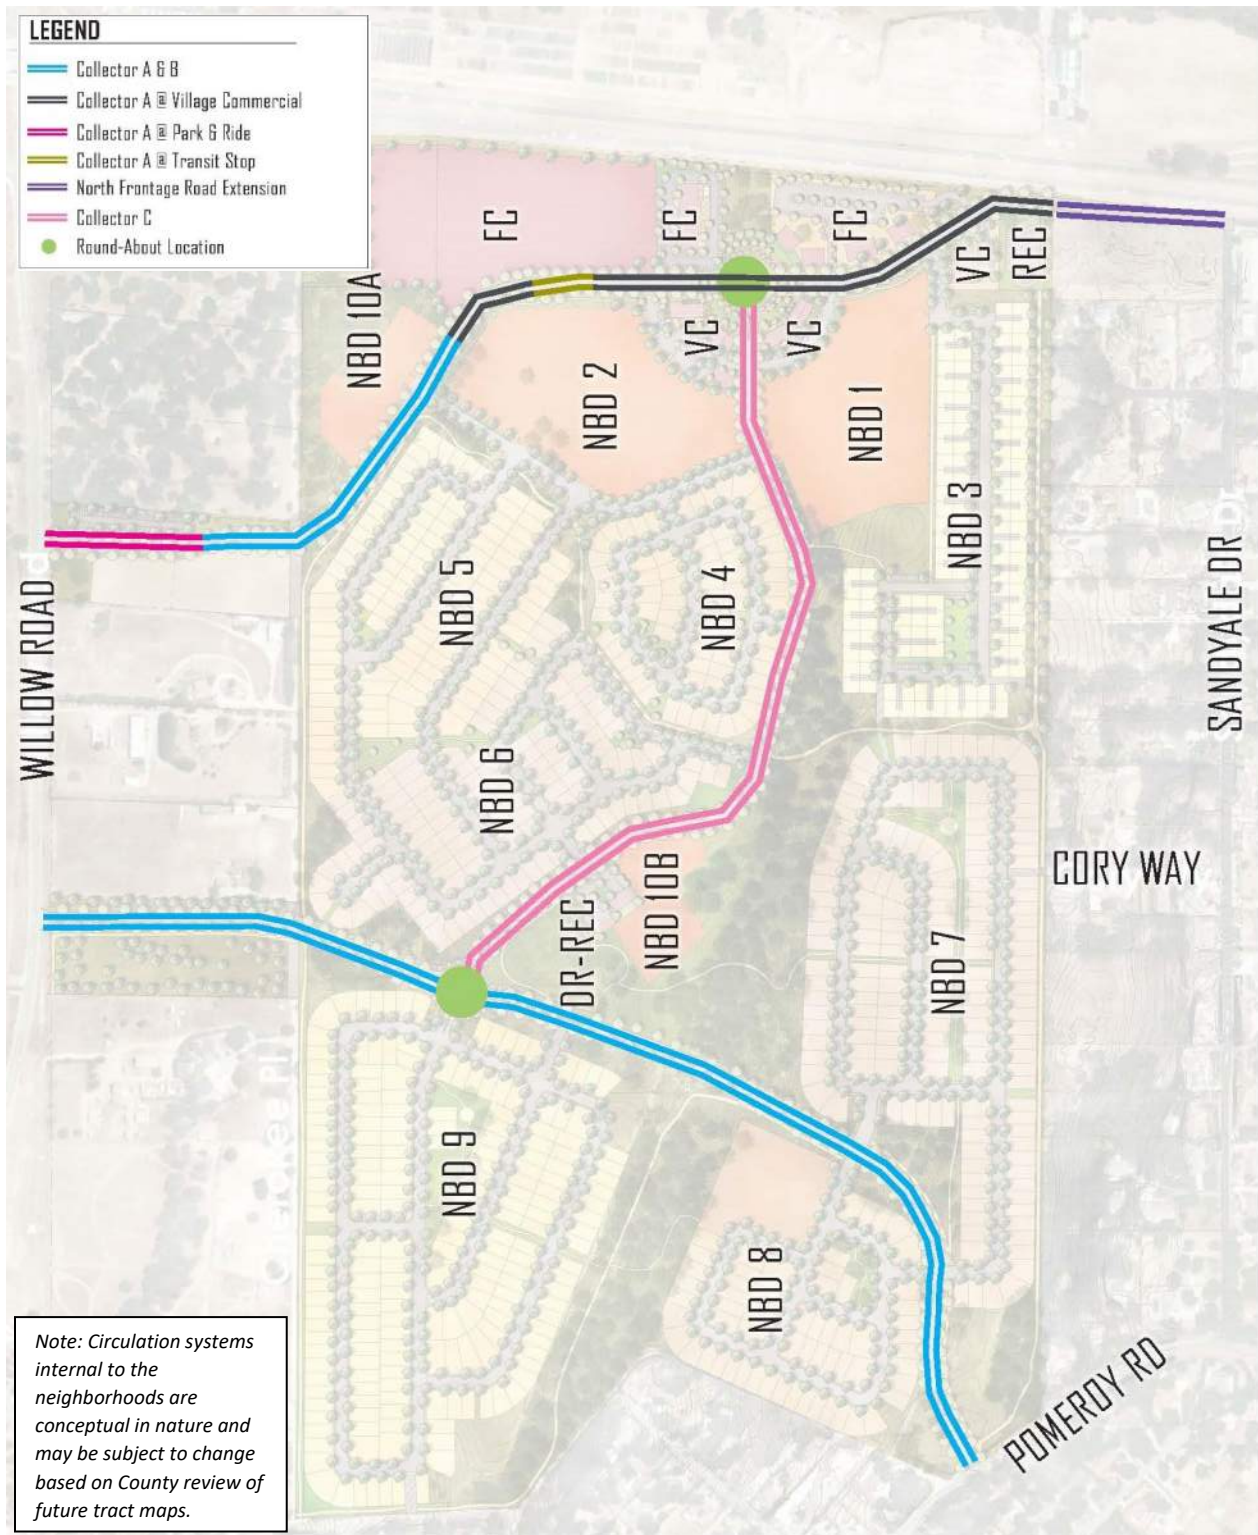 LEGEND
Collector A & B
Collector A @ Village Commercial
Collector A @ Park & Ride
Collector A @ Transit Stop
North Frontage Road Extension
Collector C
Round-About Location
FC
FC
FC
VC
REC
NBD 10A
VC
VC
NBD 2
NBD 1
NBD 3
NBD 5
NBD 4
WILLOW ROAD
SANDYALE DR
NBD 6
CORY WAY
NBD 10B
DR-REC
NBD 7
NBD 9
NBD 8
POMEROY RD
Note: Circulation systems
internal to the
neighborhoods are
conceptual in nature and
may be subject to change
based on County review of
future tract maps.